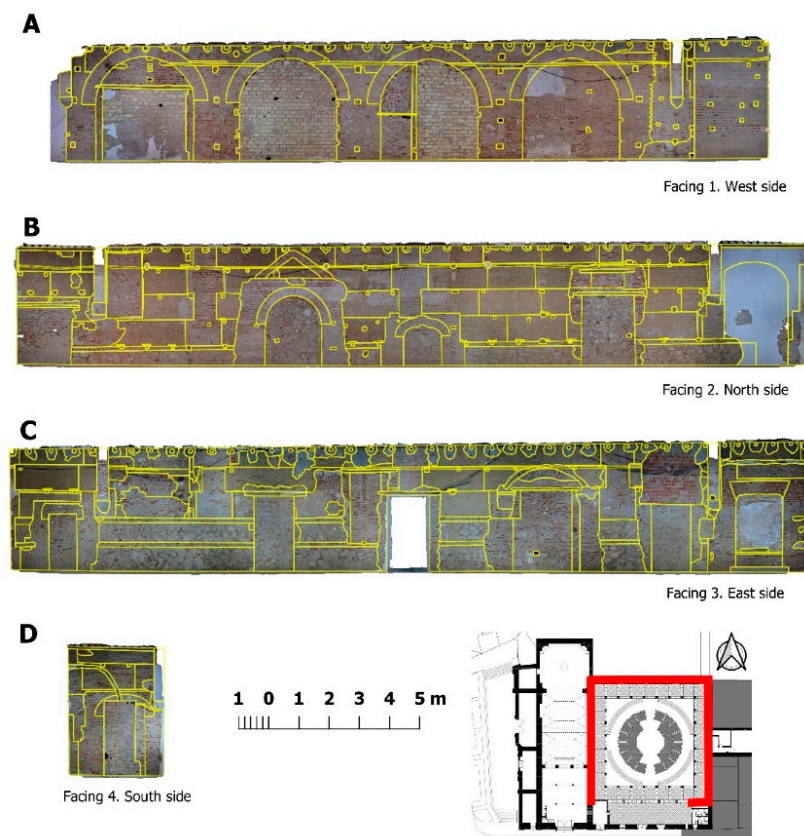 A
Facing 1. West side
B
Facing 2. North side
C
Facing 3. East side
D
Facing 4. South side
1 0 1 2 3 4 5 m